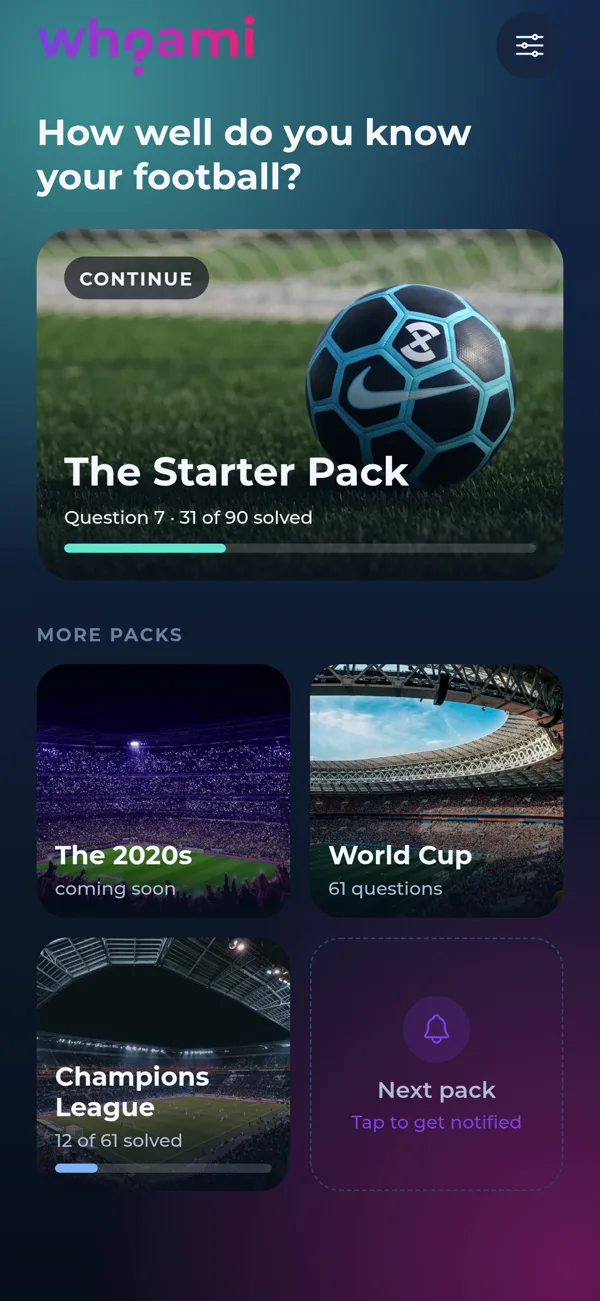 who?ami
How well do you know
your football?
CONTINUE
The Starter Pack
Question 7 · 31 of 90 solved
MORE PACKS
The 2020s
coming soon
World Cup
61 questions
Champions
League
12 of 61 solved
Next pack
Tap to get notified